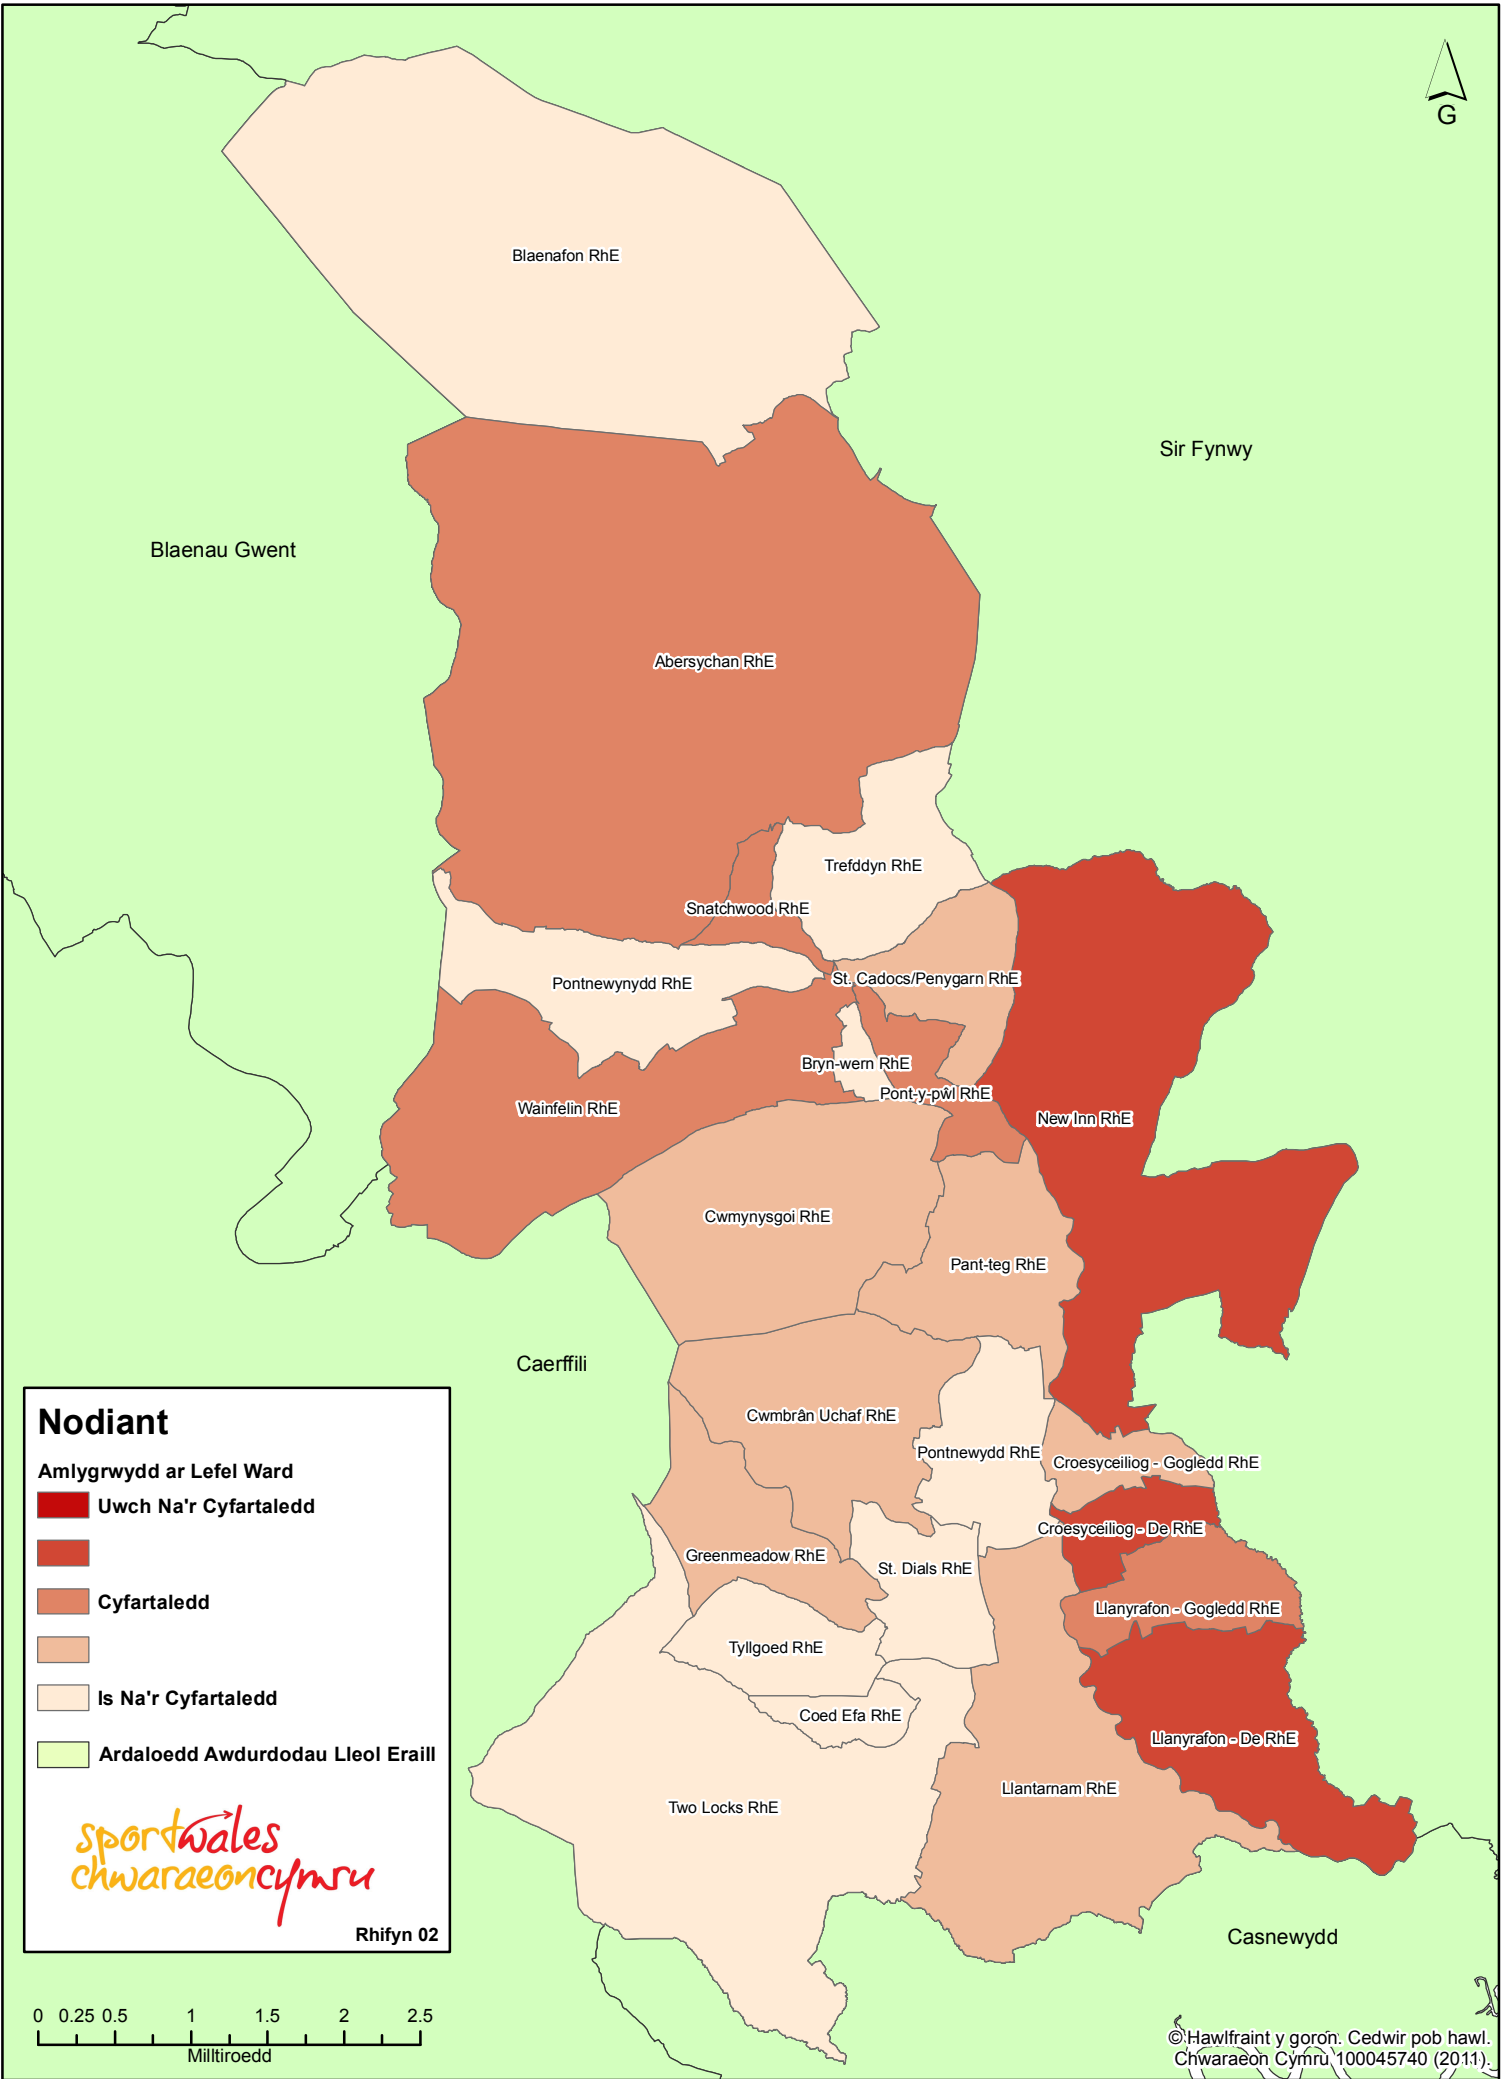 G
Blaenafon RhE
Sir Fynwy
Blaenau Gwent
Abersychan RhE
Trefddyn RhE
Snatchwood RhE
St. Cadocs/Penygarn RhE
Pontnewynydd RhE
Bryn-wern RhE
Pont-y-pŵl RhE
Wainfelin RhE
New Inn RhE
Cwmynysgoi RhE
Pant-teg RhE
Caerffili
Cwmbrân Uchaf RhE
Pontnewydd RhE
Croesyceiliog - Gogledd RhE
Croesyceiliog - De RhE
Greenmeadow RhE
St. Dials RhE
Llanyrafon - Gogledd RhE
Tyllgoed RhE
Coed Efa RhE
Llanyrafon - De RhE
Llantarnam RhE
Two Locks RhE
Casnewydd
Nodiant
Amlygrwydd ar Lefel Ward
Uwch Na'r Cyfartaledd
Cyfartaledd
Is Na'r Cyfartaledd
Ardaloedd Awdurdodau Lleol Eraill
sportwales
chwaraeoncymru
Rhifyn 02
0 0.25 0.5 1 1.5 2 2.5
Milltiroedd
© Hawlfraint y goron. Cedwir pob hawl.
Chwaraeon Cymru 100045740 (2011).